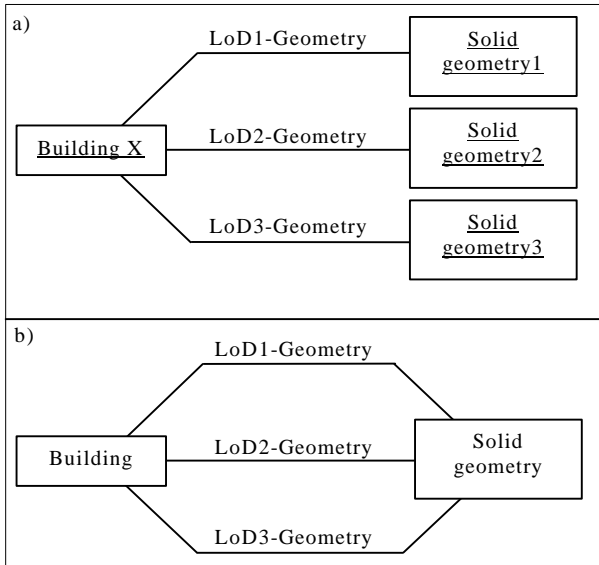 a)
LoD1-Geometry
Solid
geometry1
Building X
LoD2-Geometry
Solid
geometry2
LoD3-Geometry
Solid
geometry3
b)
LoD1-Geometry
Building
LoD2-Geometry
Solid
geometry
LoD3-Geometry